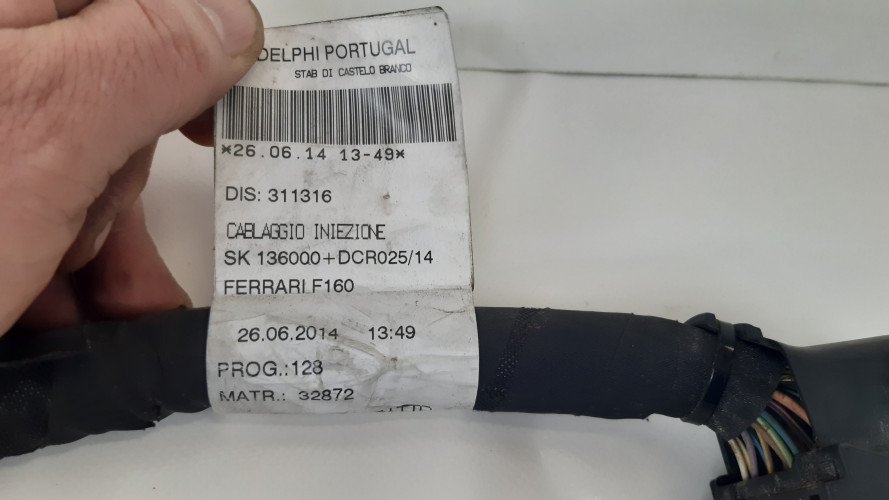 DELPHI PORTUGAL
STAB DI CASTELO BRANCO
*26.06.14 13-49*
DIS: 311316
CABLAGGIO INIEZIONE
SK 136000+DCR025/14
FERRARI F160
26.06.2014 13:49
PROG.:128
MATR.: 32872